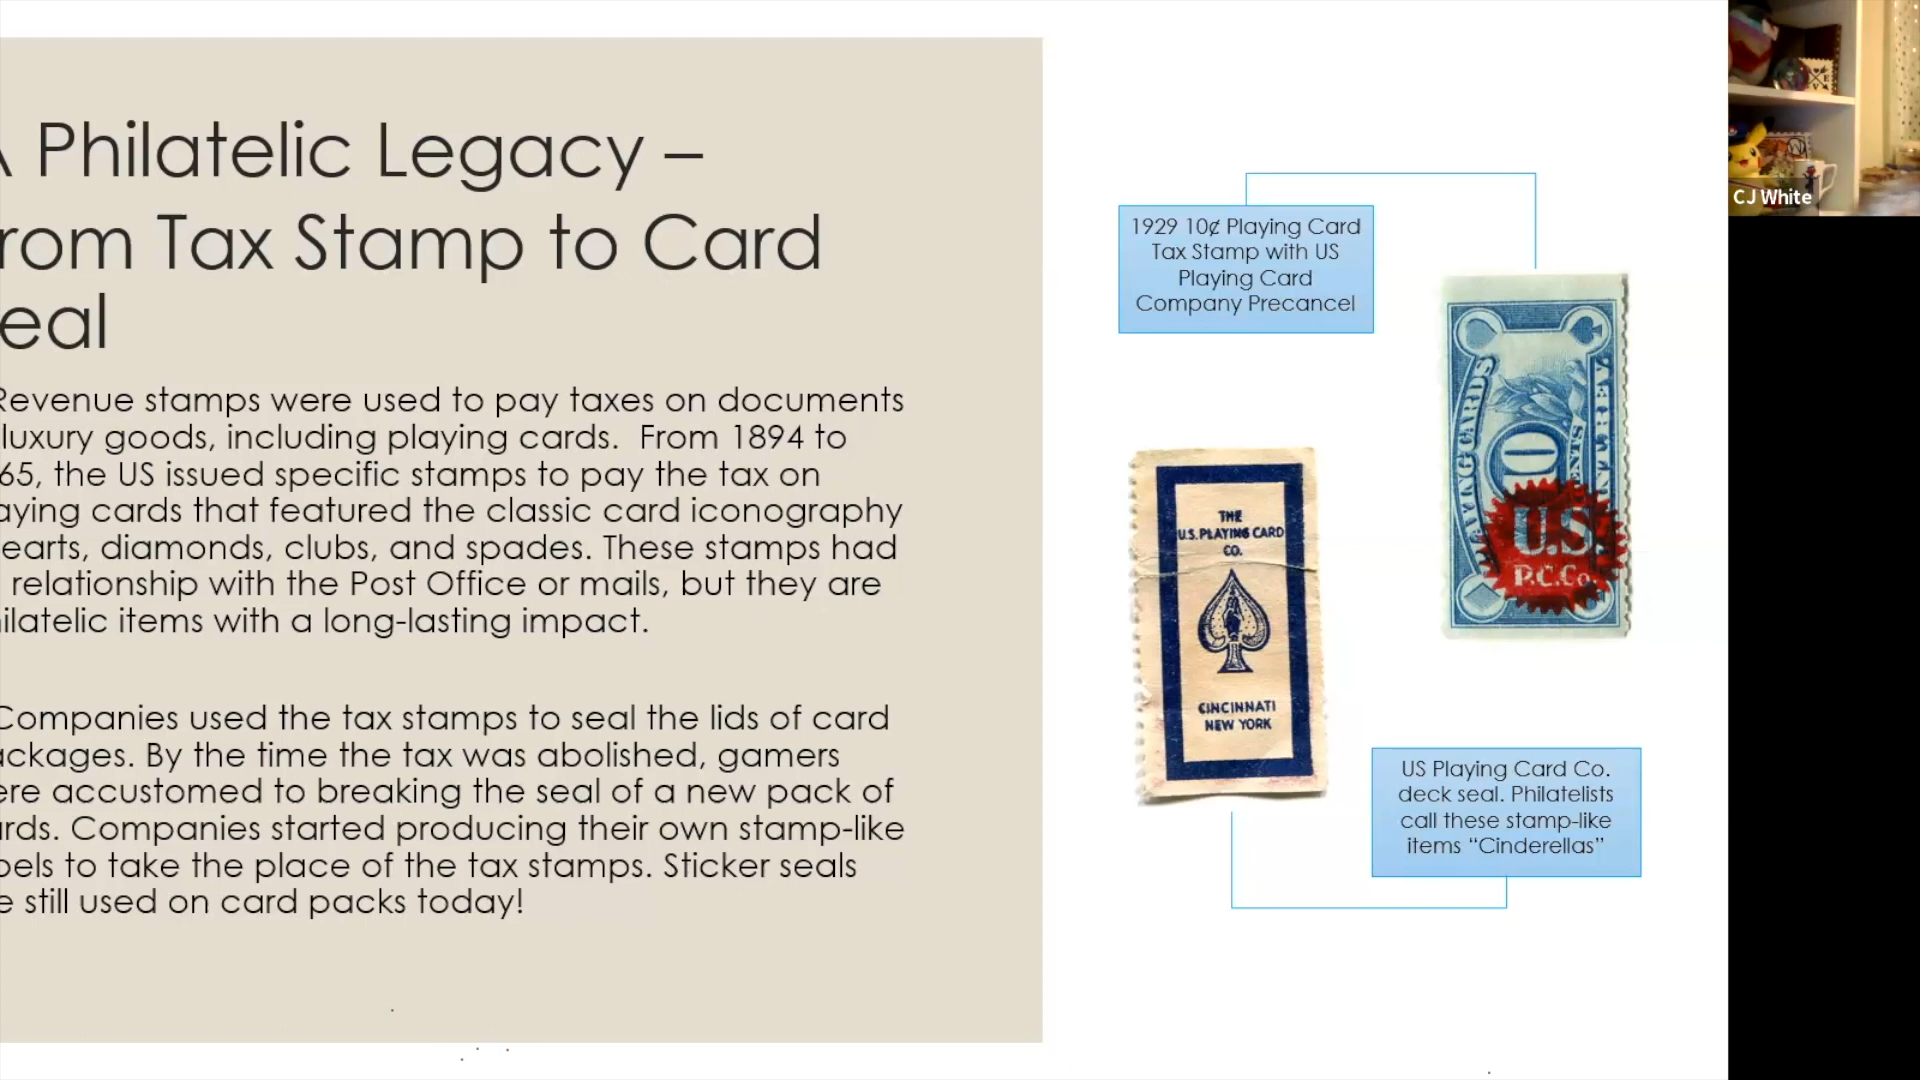 Philatelic Legacy –
rom Tax Stamp to Card
eal
Revenue stamps were used to pay taxes on documents
luxury goods, including playing cards. From 1894 to
65, the US issued specific stamps to pay the tax on
aying cards that featured the classic card iconography
earts, diamonds, clubs, and spades. These stamps had
relationship with the Post Office or mails, but they are
ilatelic items with a long-lasting impact.
Companies used the tax stamps to seal the lids of card
ackages. By the time the tax was abolished, gamers
ere accustomed to breaking the seal of a new pack of
rds. Companies started producing their own stamp-like
bels to take the place of the tax stamps. Sticker seals
e still used on card packs today!
1929 10¢ Playing Card
Tax Stamp with US
Playing Card
Company Precancel
PLAYING CARDS
10
CENTS
U.S.
P.C.Co.
THE
U.S. PLAYING CARD
CO.
CINCINNATI
NEW YORK
US Playing Card Co.
deck seal. Philatelists
call these stamp-like
items “Cinderellas”
CJ White